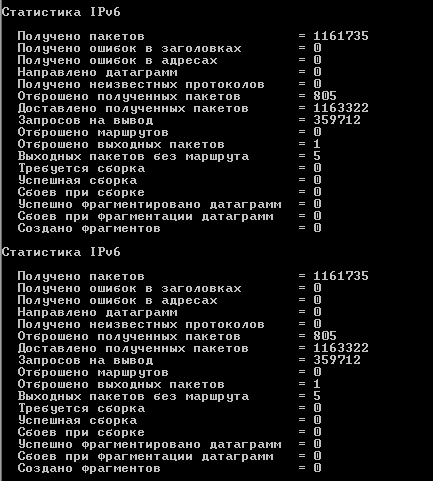 Статистика IPv6
Получено пакетов = 1161735
Получено ошибок в заголовках = 0
Получено ошибок в адресах = 0
Направлено датаграмм = 0
Получено неизвестных протоколов = 0
Отброшено полученных пакетов = 805
Доставлено полученных пакетов = 1163322
Запросов на вывод = 359712
Отброшено маршрутов = 0
Отброшено выходных пакетов = 1
Выходных пакетов без маршрута = 5
Требуется сборка = 0
Успешная сборка = 0
Сбоев при сборке = 0
Успешно фрагментировано датаграмм = 0
Сбоев при фрагментации датаграмм = 0
Создано фрагментов = 0
Статистика IPv6
Получено пакетов = 1161735
Получено ошибок в заголовках = 0
Получено ошибок в адресах = 0
Направлено датаграмм = 0
Получено неизвестных протоколов = 0
Отброшено полученных пакетов = 805
Доставлено полученных пакетов = 1163322
Запросов на вывод = 359712
Отброшено маршрутов = 0
Отброшено выходных пакетов = 1
Выходных пакетов без маршрута = 5
Требуется сборка = 0
Успешная сборка = 0
Сбоев при сборке = 0
Успешно фрагментировано датаграмм = 0
Сбоев при фрагментации датаграмм = 0
Создано фрагментов = 0